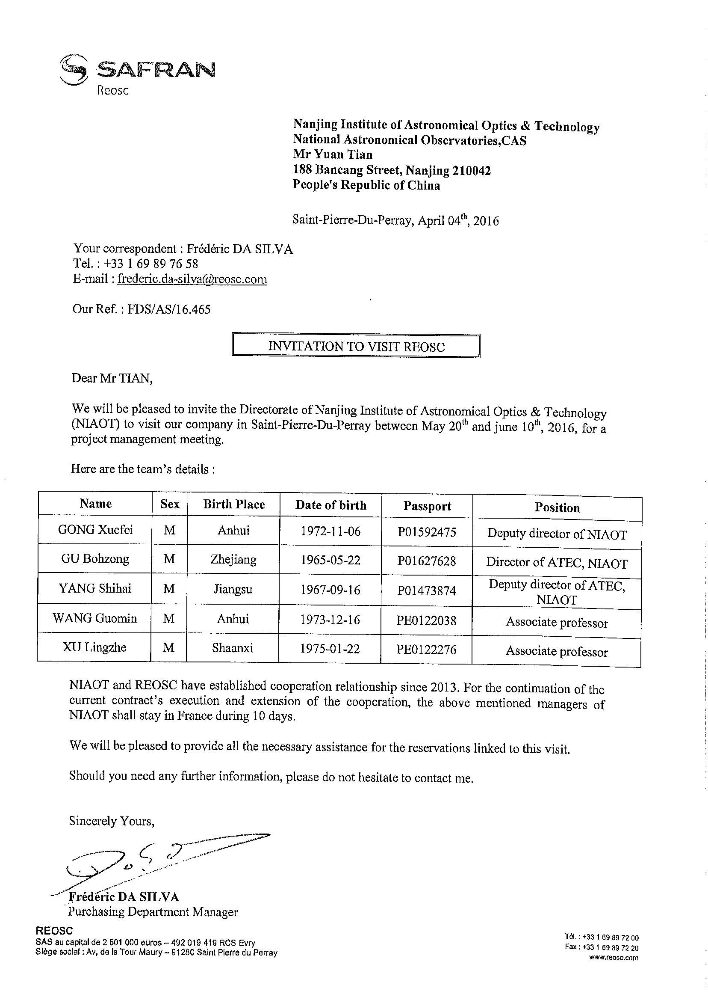 SAFRAN
Reosc
Nanjing Institute of Astronomical Optics & Technology
National Astronomical Observatories,CAS
Mr Yuan Tian
188 Bancang Street, Nanjing 210042
People's Republic of China
Saint-Pierre-Du-Perray, April 04th, 2016
Your correspondent : Frédéric DA SILVA
Tel. : +33 1 69 89 76 58
E-mail : frederic.da-silva@reosc.com
Our Ref. : FDS/AS/16.465
INVITATION TO VISIT REOSC
Dear Mr TIAN,
We will be pleased to invite the Directorate of Nanjing Institute of Astronomical Optics & Technology
(NIAOT) to visit our company in Saint-Pierre-Du-Perray between May 20th and june 10th, 2016, for a
project management meeting.
Here are the team's details :
Name Sex Birth Place Date of birth Passport Position
GONG Xuefei M Anhui 1972-11-06 P01592475 Deputy director of NIAOT
GU Bohzong M Zhejiang 1965-05-22 P01627628 Director of ATEC, NIAOT
YANG Shihai M Jiangsu 1967-09-16 P01473874 Deputy director of ATEC,
NIAOT
WANG Guomin M Anhui 1973-12-16 PE0122038 Associate professor
XU Lingzhe M Shaanxi 1975-01-22 PE0122276 Associate professor
NIAOT and REOSC have established cooperation relationship since 2013. For the continuation of the
current contract's execution and extension of the cooperation, the above mentioned managers of
NIAOT shall stay in France during 10 days.
We will be pleased to provide all the necessary assistance for the reservations linked to this visit.
Should you need any further information, please do not hesitate to contact me.
Sincerely Yours,
Frédéric DA SILVA
Purchasing Department Manager
REOSC
SAS au capital de 2 501 000 euros – 492 019 419 RCS Evry
Siège social : Av. de la Tour Maury – 91280 Saint Pierre du Perray
Tél. : +33 1 69 89 72 00
Fax : +33 1 69 89 72 20
www.reosc.com